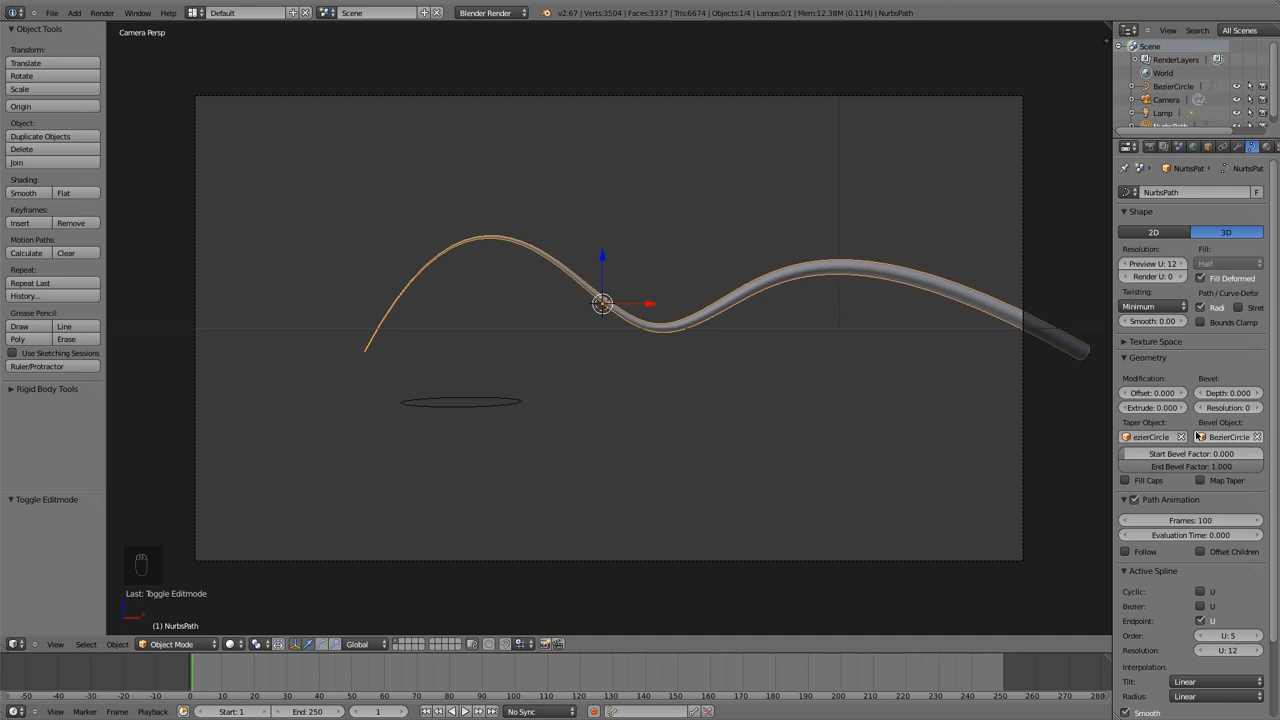 File Add Render Window Help Default Scene Blender Render v2.67 | Verts:3504 | Faces:3337 | Tris:6674 | Objects:1/4 | Lamps:0/1 | Mem:12.38M (0.11M) | NurbsPath
Object Tools
Transform:
Translate
Rotate
Scale
Origin
Object:
Duplicate Objects
Delete
Join
Shading:
Smooth Flat
Keyframes:
Insert Remove
Motion Paths:
Calculate Clear
Repeat:
Repeat Last
History...
Grease Pencil:
Draw Line
Poly Erase
Use Sketching Sessions
Ruler/Protractor
Rigid Body Tools
Toggle Editmode
Camera Persp
Last: Toggle Editmode
(1) NurbsPath
View Search All Scenes
Scene
RenderLayers
World
BezierCircle
Camera
Lamp
NurbsPath
NurbsPat NurbsPat
NurbsPath F
Shape
2D 3D
Resolution: Fill:
Preview U: 12 Half
Render U: 0 Fill Deformed
Twisting: Path / Curve-Defor
Minimum Radi Stret
Smooth: 0.00 Bounds Clamp
Texture Space
Geometry
Modification: Bevel:
Offset: 0.000 Depth: 0.000
Extrude: 0.000 Resolution: 0
Taper Object: Bevel Object:
ezierCircle BezierCircle
Start Bevel Factor: 0.000
End Bevel Factor: 1.000
Fill Caps Map Taper
Path Animation
Frames: 100
Evaluation Time: 0.000
Follow Offset Children
Active Spline
Cyclic: U
Bezier: U
Endpoint: U
Order: U: 5
Resolution: U: 12
Interpolation:
Tilt: Linear
Radius: Linear
Smooth
View Select Object Object Mode Global
-50 -40 -30 -20 -10 0 10 20 30 40 50 60 70 80 90 100 110 120 130 140 150 160 170 180 190 200 210 220 230 240 250 260 270 280
View Marker Frame Playback Start: 1 End: 250 1 No Sync